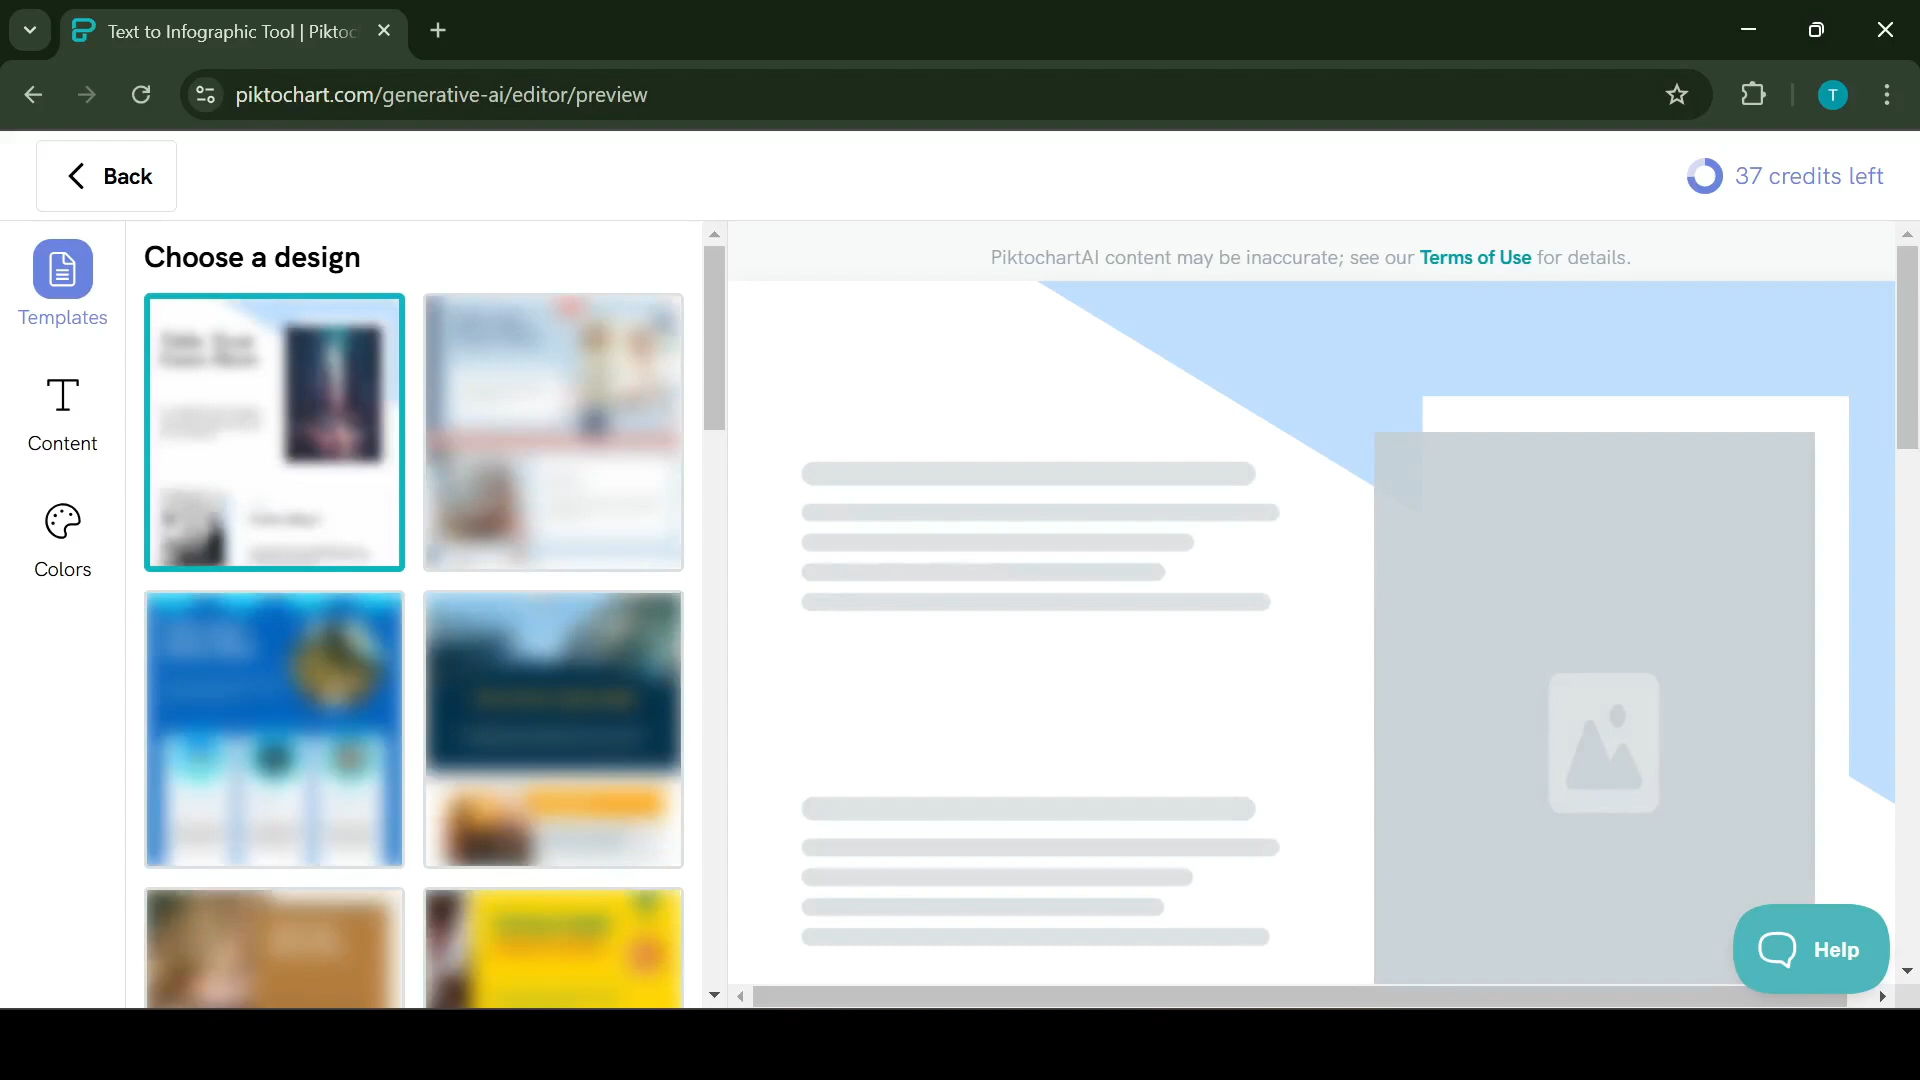 Text to Infographic Tool | Piktoc
piktochart.com/generative-ai/editor/preview
T
Back
37 credits left
Templates
Content
Colors
Choose a design
PiktochartAI content may be inaccurate; see our Terms of Use for details.
Help